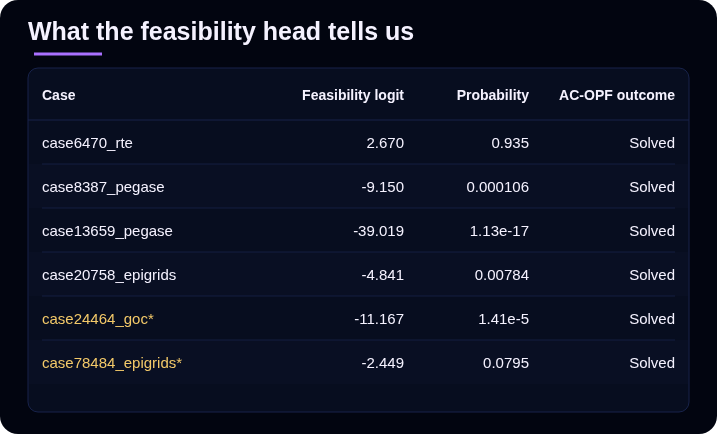 What the feasibility head tells us
Case Feasibility logit Probability AC-OPF outcome
case6470_rte 2.670 0.935 Solved
case8387_pegase -9.150 0.000106 Solved
case13659_pegase -39.019 1.13e-17 Solved
case20758_epigrids -4.841 0.00784 Solved
case24464_goc* -11.167 1.41e-5 Solved
case78484_epigrids* -2.449 0.0795 Solved